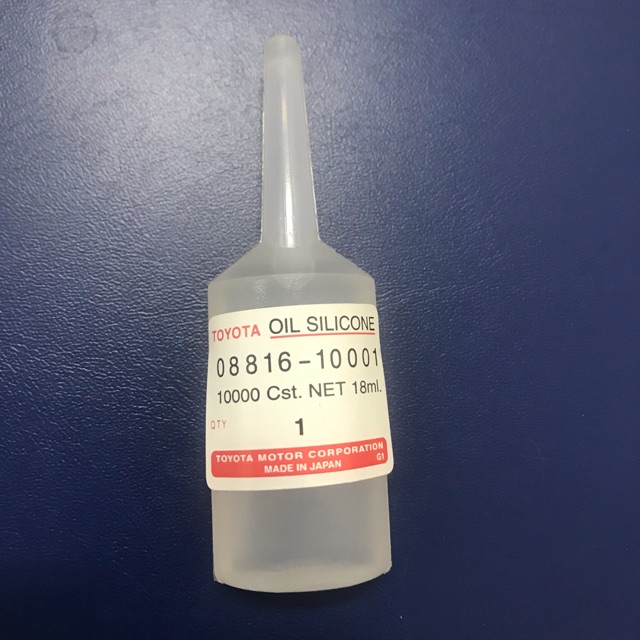 TOYOTA OIL SILICONE
08816-10001
10000 Cst. NET 18ml.
QTY 1
TOYOTA MOTOR CORPORATION
MADE IN JAPAN G1